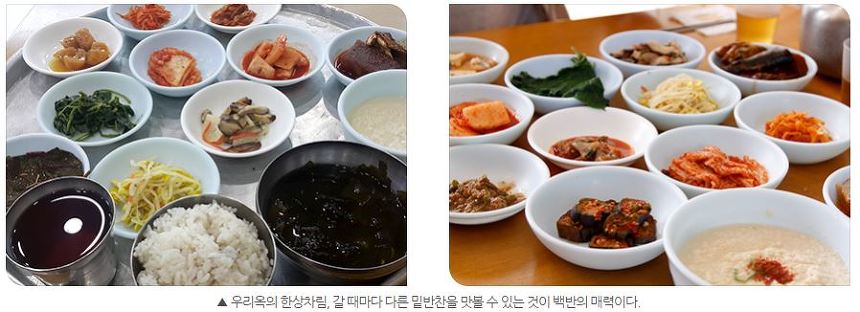 ▲ 우리옥의 한상차림, 갈 때마다 다른 밑반찬을 맛볼 수 있는 것이 백반의 매력이다.